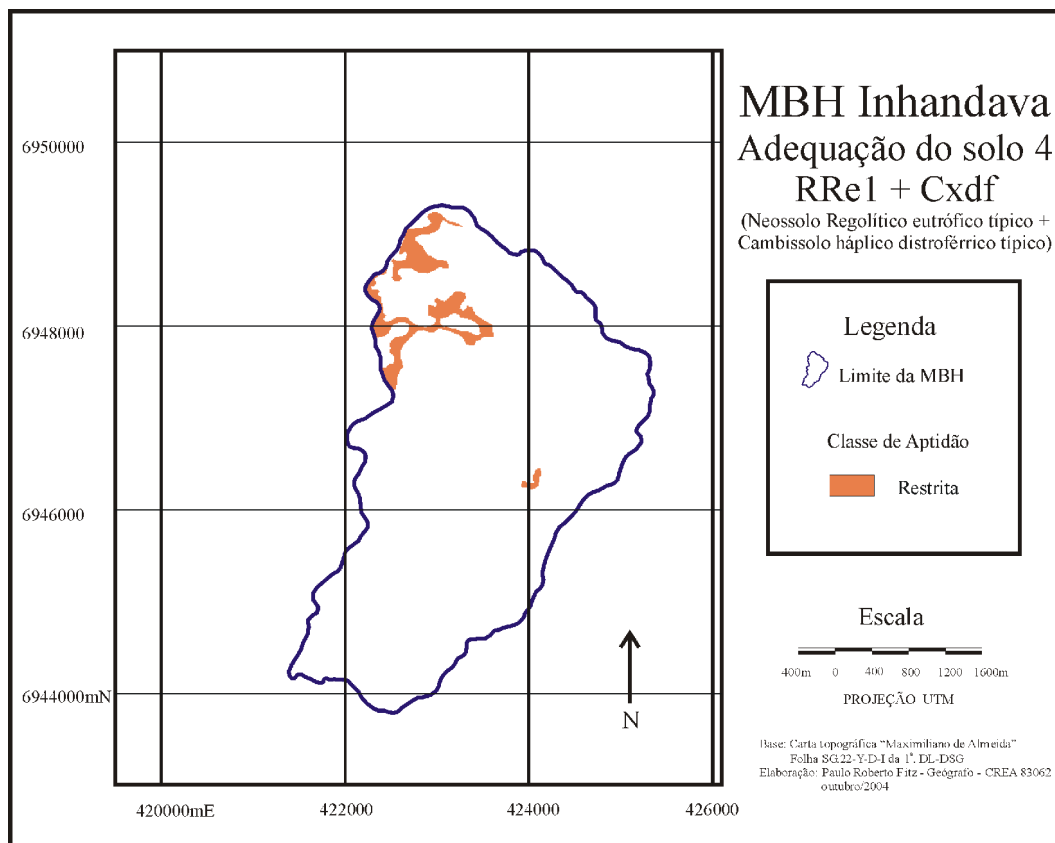 MBH Inhandava
Adequação do solo 4
RRe1 + Cxdf
(Neossolo Regolítico eutrófico típico +
Cambissolo háplico distroférrico típico)
6950000
6948000
6946000
6944000mN
420000mE
422000
424000
426000
N
Legenda
Limite da MBH
Classe de Aptidão
Restrita
Escala
400m 0 400 800 1200 1600m
PROJEÇÃO UTM
Base: Carta topográfica “Maximiliano de Almeida”
Folha SG.22-Y-D-I da 1ª. DL-DSG
Elaboração: Paulo Roberto Fitz - Geógrafo - CREA 83062
outubro/2004